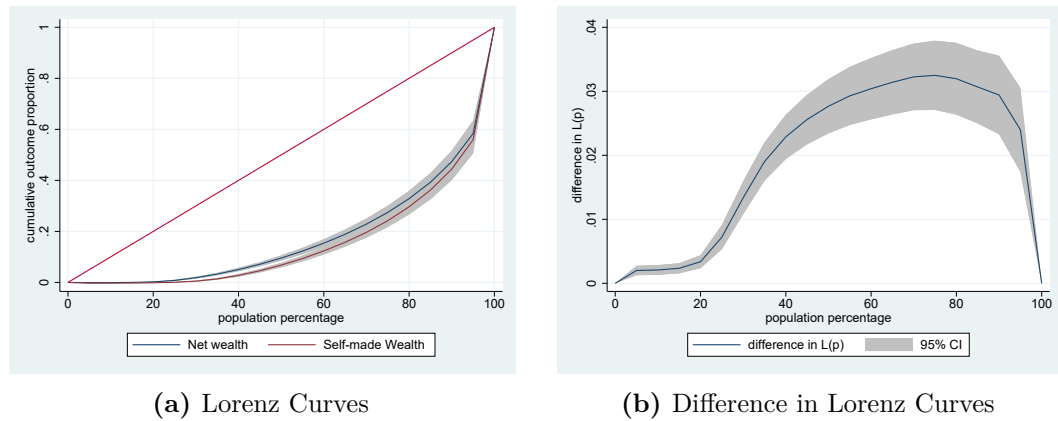 cumulative outcome proportion
0 .2 .4 .6 .8 1
0 20 40 60 80 100
population percentage
Net wealth Self-made Wealth
(a) Lorenz Curves
difference in L(p)
0 .01 .02 .03 .04
0 20 40 60 80 100
population percentage
difference in L(p) 95% CI
(b) Difference in Lorenz Curves